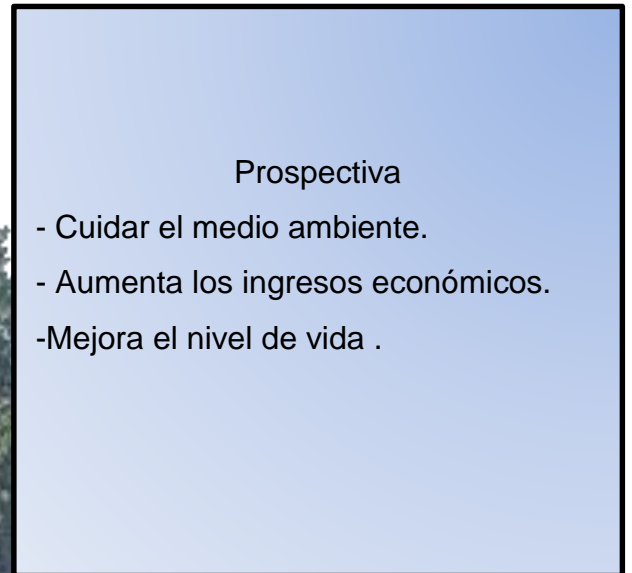 Prospectiva
- Cuidar el medio ambiente.
- Aumenta los ingresos económicos.
-Mejora el nivel de vida .